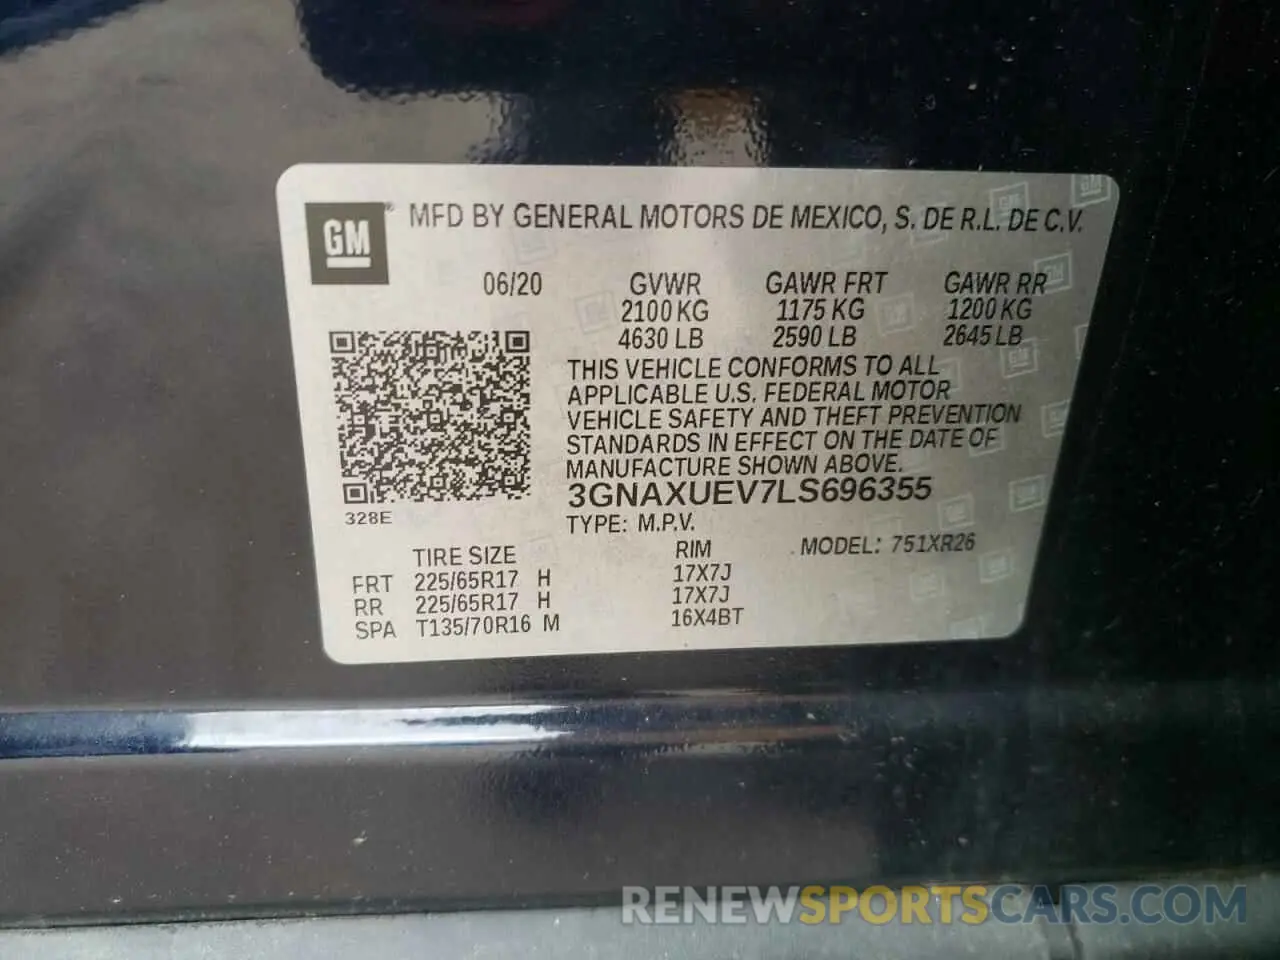 GM ® MFD BY GENERAL MOTORS DE MEXICO, S. DE R.L. DE C.V.
06/20 GVWR GAWR FRT GAWR RR
2100 KG 1175 KG 1200 KG
4630 LB 2590 LB 2645 LB
THIS VEHICLE CONFORMS TO ALL
APPLICABLE U.S. FEDERAL MOTOR
VEHICLE SAFETY AND THEFT PREVENTION
STANDARDS IN EFFECT ON THE DATE OF
MANUFACTURE SHOWN ABOVE.
3GNAXUEV7LS696355
328E
TYPE: M.P.V.
TIRE SIZE RIM MODEL: 751XR26
FRT 225/65R17 H 17X7J
RR 225/65R17 H 17X7J
SPA T135/70R16 M 16X4BT
RENEWSPORTSCARS.COM